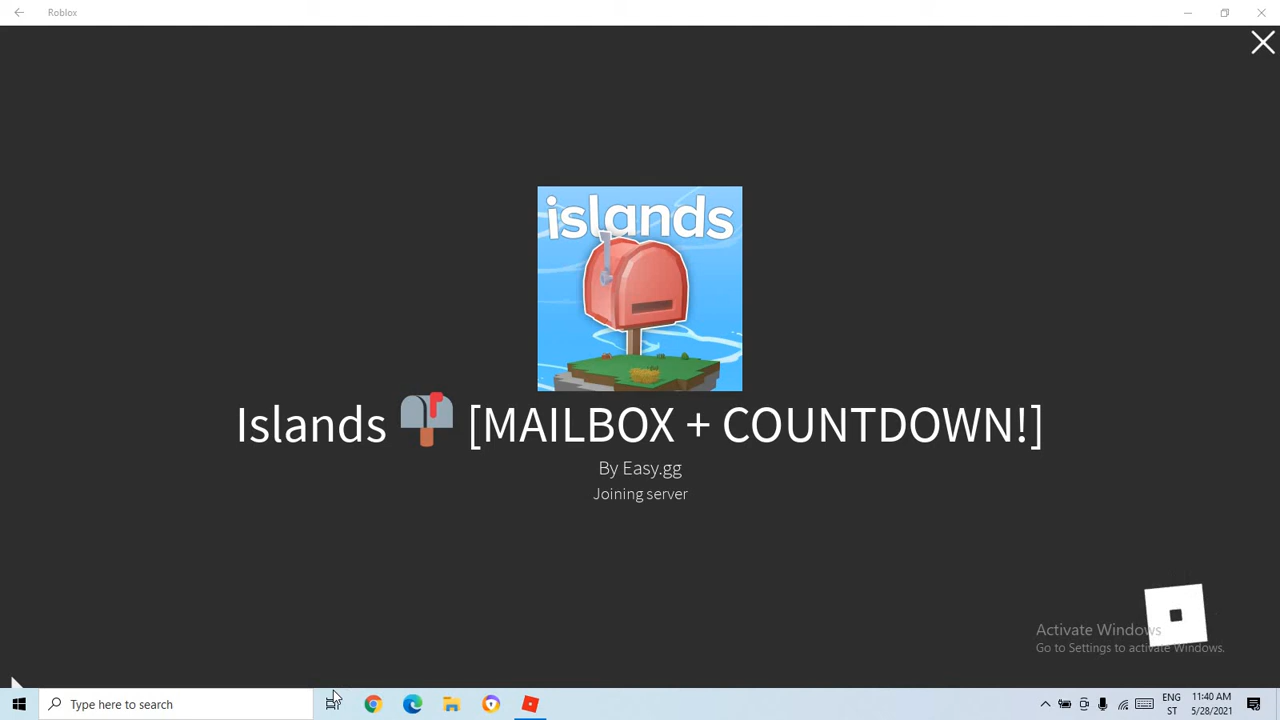 Roblox
islands
Islands 📬 [MAILBOX + COUNTDOWN!]
By Easy.gg
Joining server
Activate Windows
Go to Settings to activate Windows.
Type here to search
ENG
ST
11:40 AM
5/28/2021